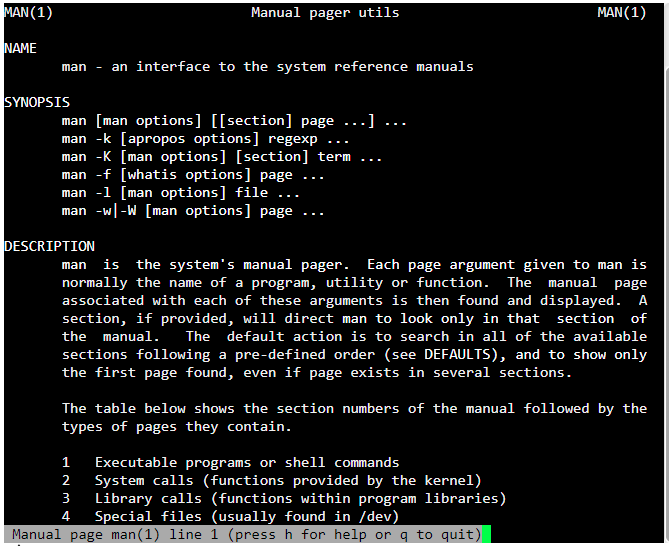 MAN(1) Manual pager utils MAN(1)
NAME
man - an interface to the system reference manuals
SYNOPSIS
man [man options] [[section] page ...] ...
man -k [apropos options] regexp ...
man -K [man options] [section] term ...
man -f [whatis options] page ...
man -l [man options] file ...
man -w|-W [man options] page ...
DESCRIPTION
man is the system's manual pager. Each page argument given to man is
normally the name of a program, utility or function. The manual page
associated with each of these arguments is then found and displayed. A
section, if provided, will direct man to look only in that section of
the manual. The default action is to search in all of the available
sections following a pre-defined order (see DEFAULTS), and to show only
the first page found, even if page exists in several sections.
The table below shows the section numbers of the manual followed by the
types of pages they contain.
1 Executable programs or shell commands
2 System calls (functions provided by the kernel)
3 Library calls (functions within program libraries)
4 Special files (usually found in /dev)
Manual page man(1) line 1 (press h for help or q to quit)